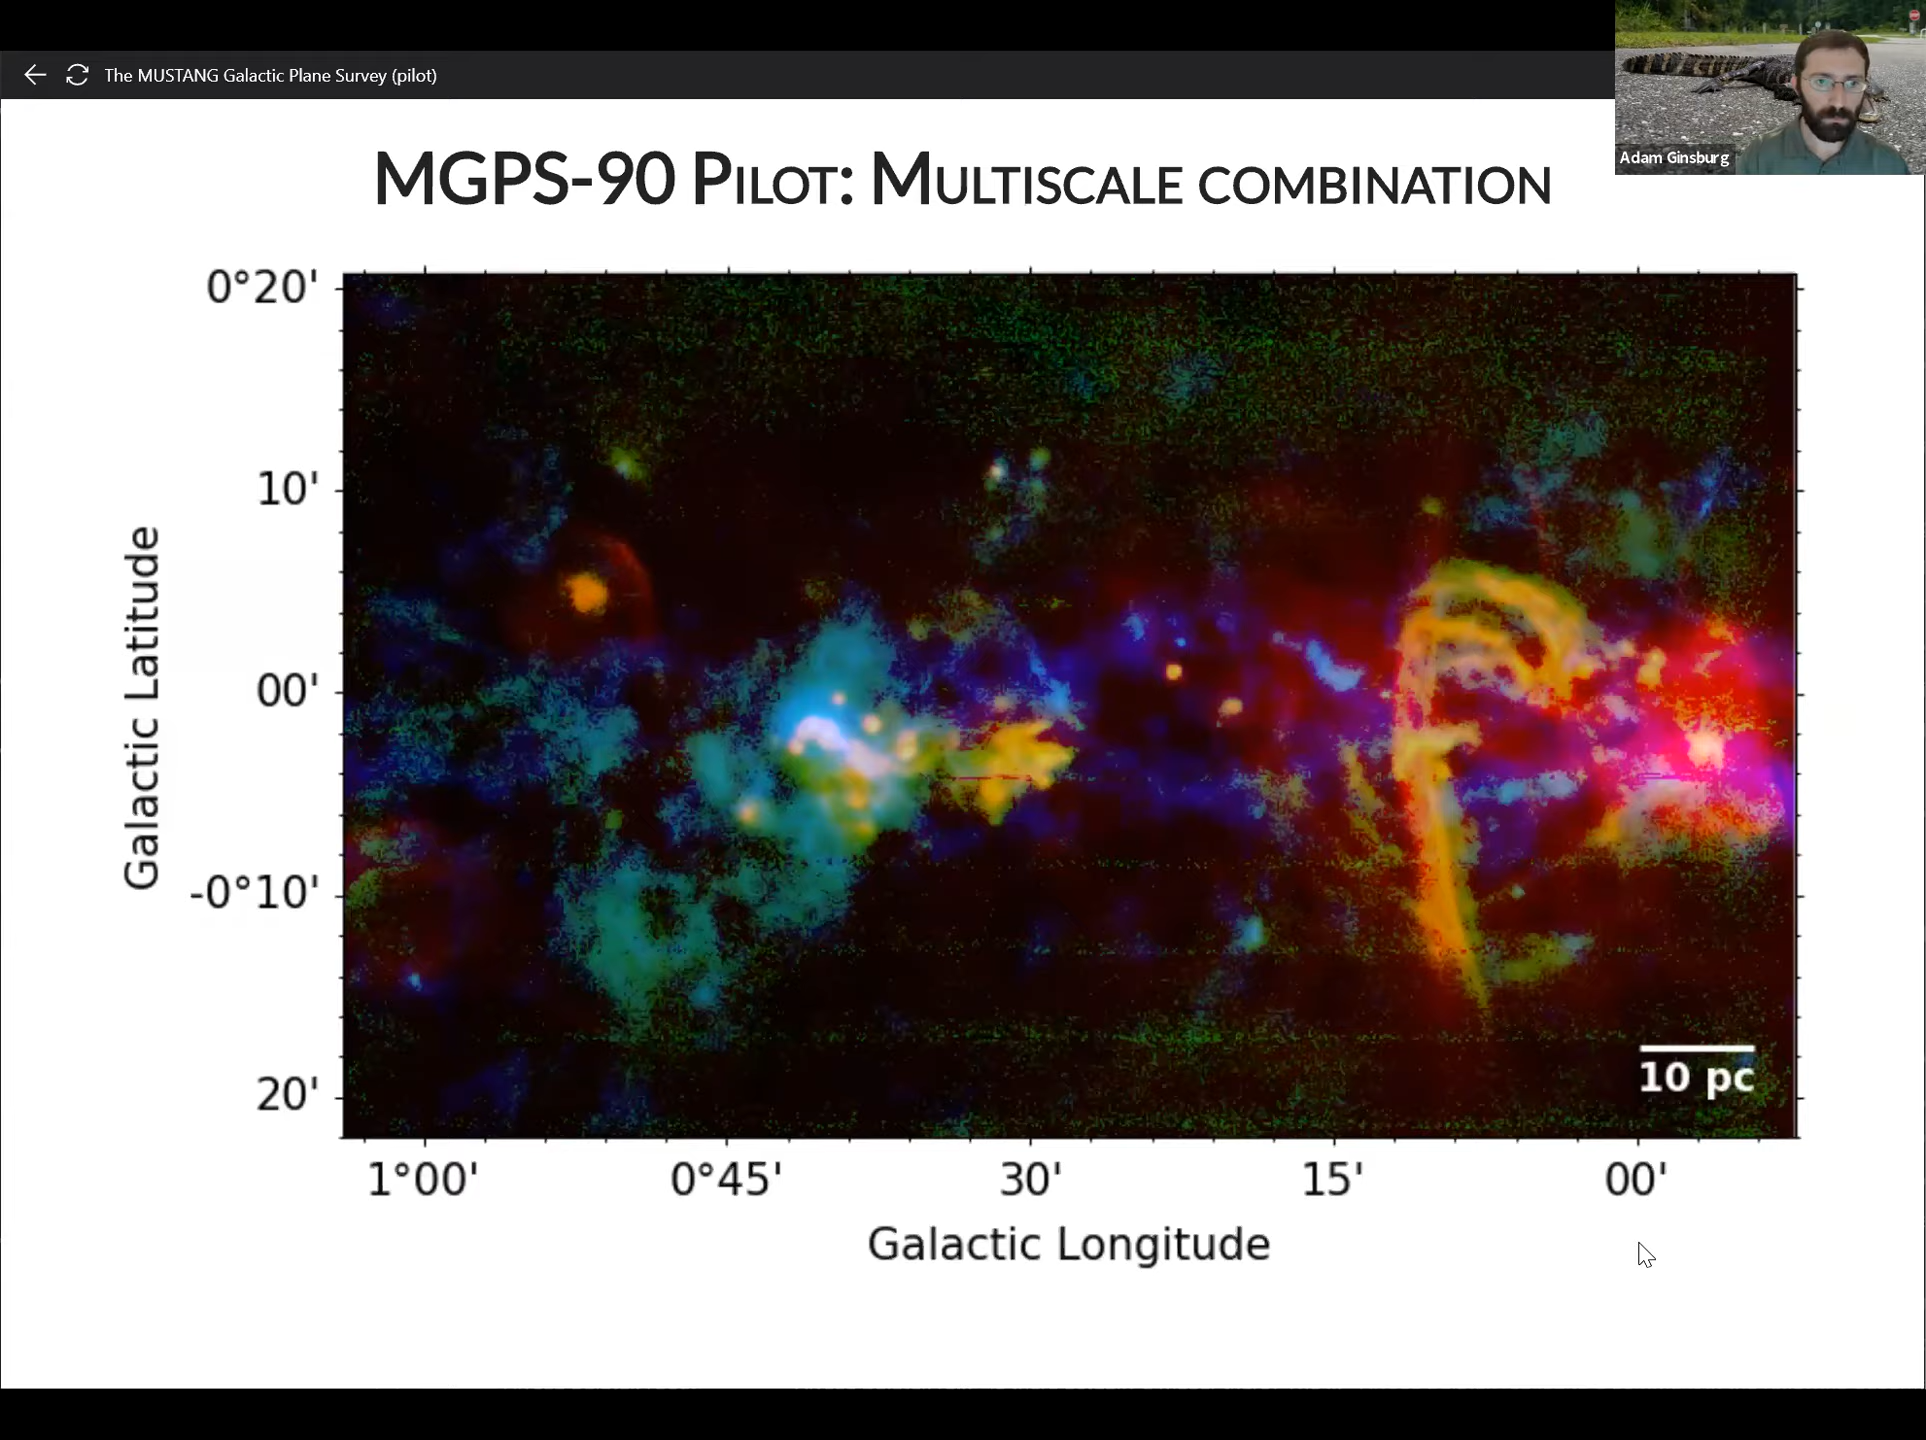 The MUSTANG Galactic Plane Survey (pilot)
Adam Ginsburg
MGPS-90 Pilot: Multiscale combination
0°20'
10'
00'
-0°10'
20'
Galactic Latitude
10 pc
1°00'
0°45'
30'
15'
00'
Galactic Longitude